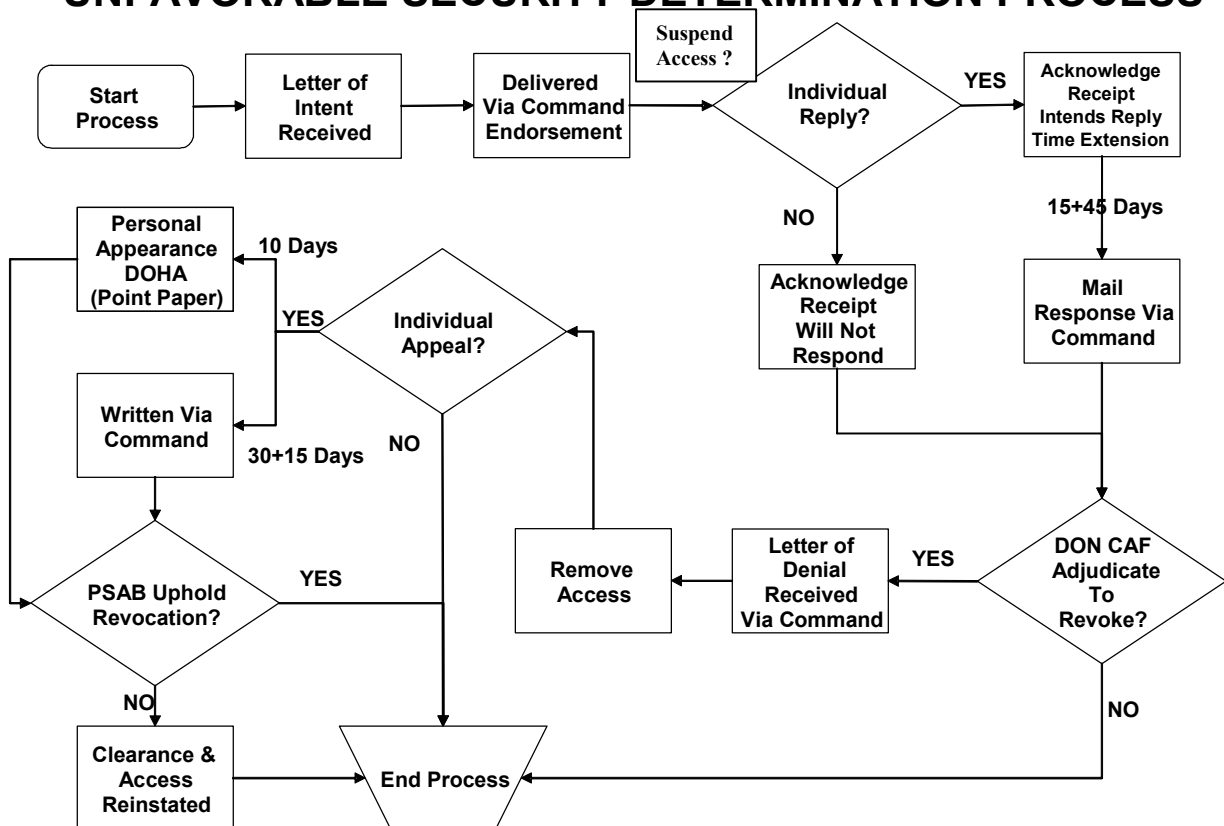 UNFAVORABLE SECURITY DETERMINATION PROCESS
Suspend
Access ?
Start
Process
Letter of
Intent
Received
Delivered
Via Command
Endorsement
Individual
Reply?
YES
Acknowledge
Receipt
Intends Reply
Time Extension
NO
15+45 Days
Acknowledge
Receipt
Will Not
Respond
Mail
Response Via
Command
Personal
Appearance
DOHA
(Point Paper)
10 Days
YES
Individual
Appeal?
Written Via
Command
30+15 Days
NO
PSAB Uphold
Revocation?
YES
Remove
Access
Letter of
Denial
Received
Via Command
YES
DON CAF
Adjudicate
To
Revoke?
NO
NO
Clearance &
Access
Reinstated
End Process